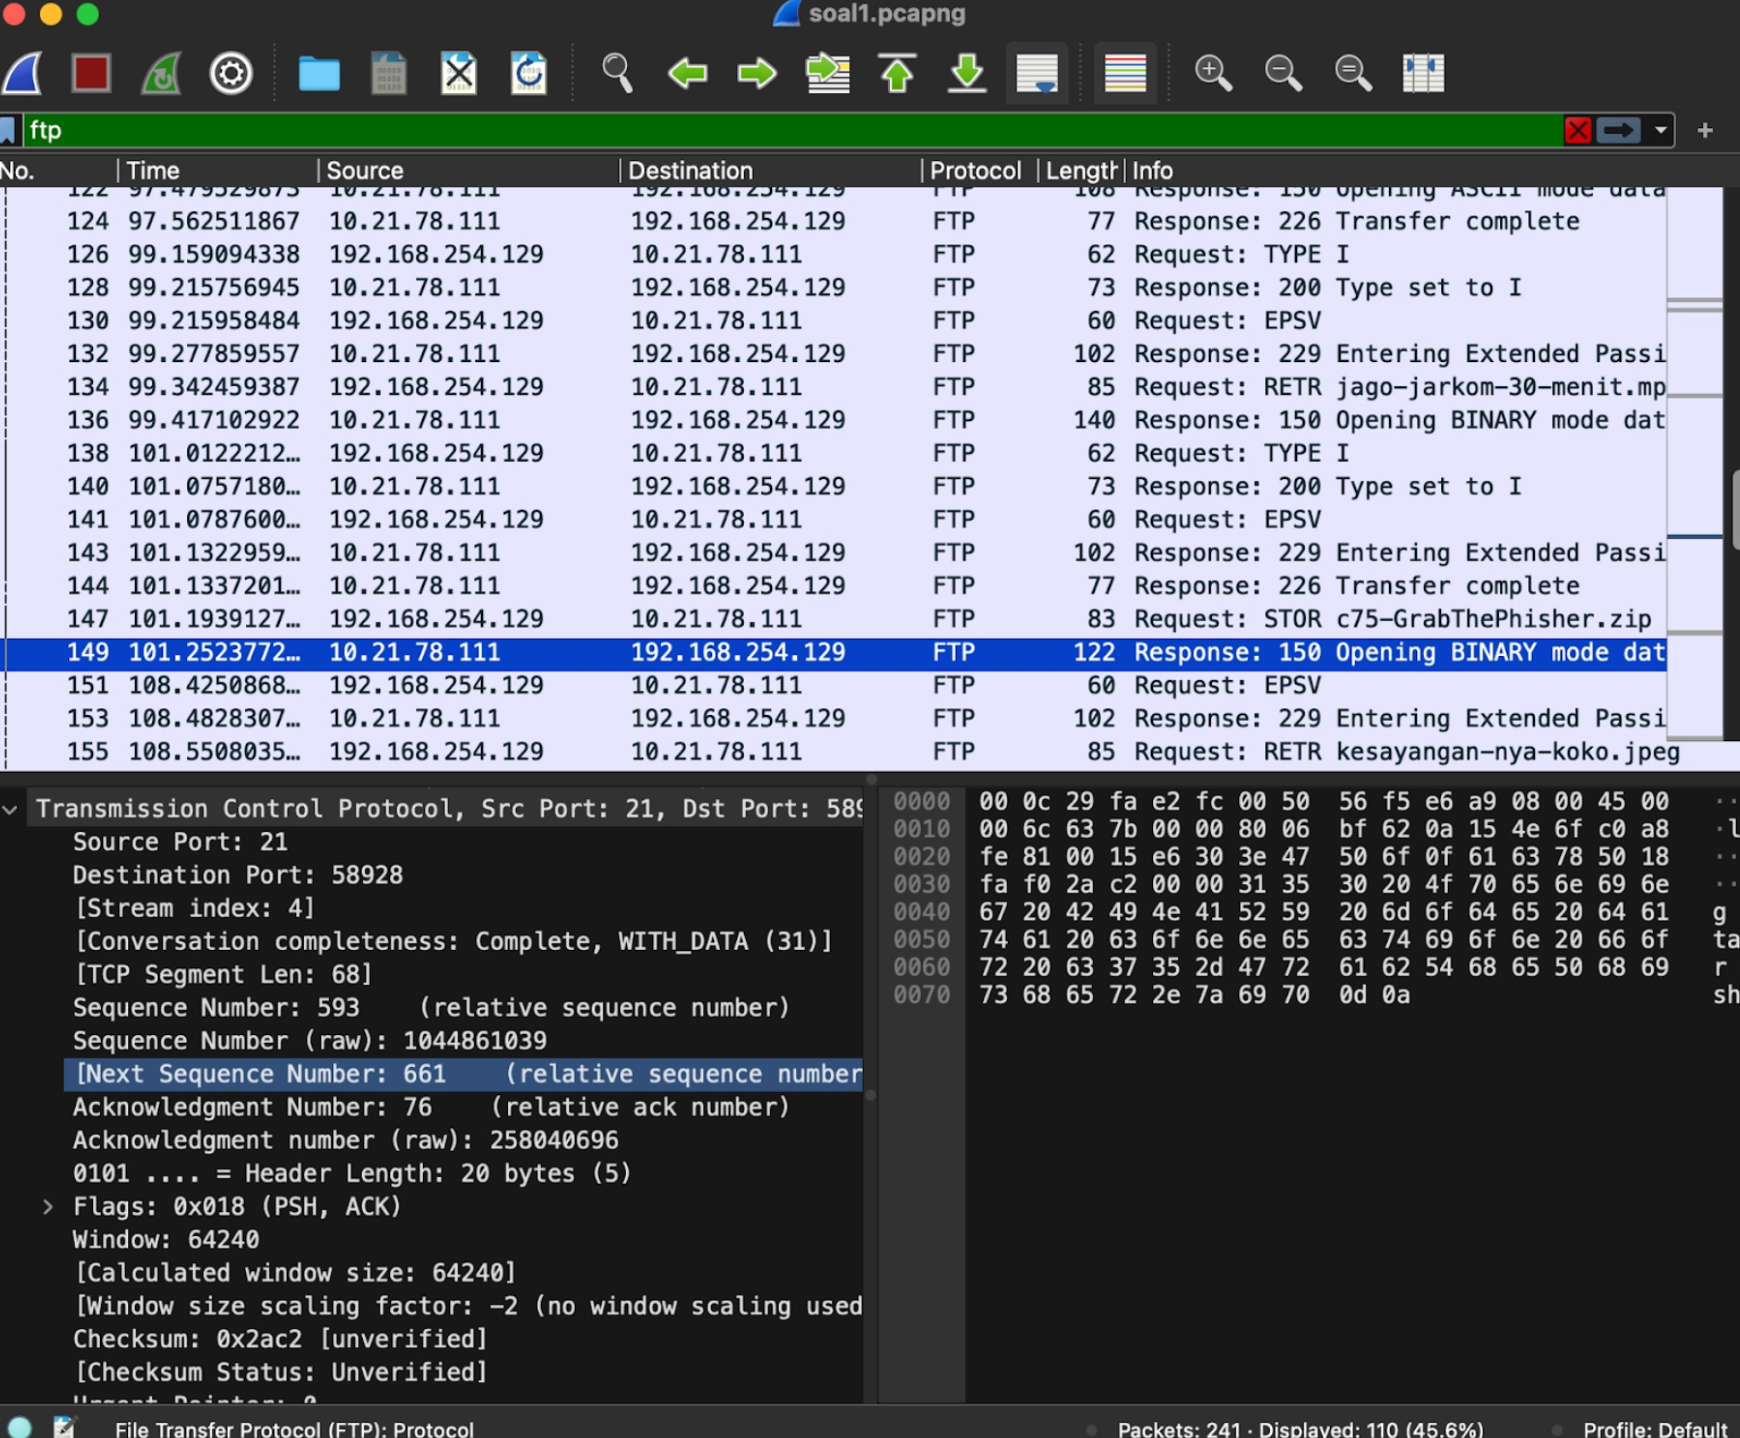 soal1.pcapng
ftp
No. Time Source Destination Protocol Length Info
122 97.479529873 10.21.78.111 192.168.254.129 FTP 108 Response: 150 Opening ASCII mode data
124 97.562511867 10.21.78.111 192.168.254.129 FTP 77 Response: 226 Transfer complete
126 99.159094338 192.168.254.129 10.21.78.111 FTP 62 Request: TYPE I
128 99.215756945 10.21.78.111 192.168.254.129 FTP 73 Response: 200 Type set to I
130 99.215958484 192.168.254.129 10.21.78.111 FTP 60 Request: EPSV
132 99.277859557 10.21.78.111 192.168.254.129 FTP 102 Response: 229 Entering Extended Passi
134 99.342459387 192.168.254.129 10.21.78.111 FTP 85 Request: RETR jago-jarkom-30-menit.mp
136 99.417102922 10.21.78.111 192.168.254.129 FTP 140 Response: 150 Opening BINARY mode dat
138 101.0122212… 192.168.254.129 10.21.78.111 FTP 62 Request: TYPE I
140 101.0757180… 10.21.78.111 192.168.254.129 FTP 73 Response: 200 Type set to I
141 101.0787600… 192.168.254.129 10.21.78.111 FTP 60 Request: EPSV
143 101.1322959… 10.21.78.111 192.168.254.129 FTP 102 Response: 229 Entering Extended Passi
144 101.1337201… 10.21.78.111 192.168.254.129 FTP 77 Response: 226 Transfer complete
147 101.1939127… 192.168.254.129 10.21.78.111 FTP 83 Request: STOR c75-GrabThePhisher.zip
149 101.2523772… 10.21.78.111 192.168.254.129 FTP 122 Response: 150 Opening BINARY mode dat
151 108.4250868… 192.168.254.129 10.21.78.111 FTP 60 Request: EPSV
153 108.4828307… 10.21.78.111 192.168.254.129 FTP 102 Response: 229 Entering Extended Passi
155 108.5508035… 192.168.254.129 10.21.78.111 FTP 85 Request: RETR kesayangan-nya-koko.jpeg
Transmission Control Protocol, Src Port: 21, Dst Port: 589
Source Port: 21
Destination Port: 58928
[Stream index: 4]
[Conversation completeness: Complete, WITH_DATA (31)]
[TCP Segment Len: 68]
Sequence Number: 593 (relative sequence number)
Sequence Number (raw): 1044861039
[Next Sequence Number: 661 (relative sequence number
Acknowledgment Number: 76 (relative ack number)
Acknowledgment number (raw): 258040696
0101 .... = Header Length: 20 bytes (5)
Flags: 0x018 (PSH, ACK)
Window: 64240
[Calculated window size: 64240]
[Window size scaling factor: -2 (no window scaling used
Checksum: 0x2ac2 [unverified]
[Checksum Status: Unverified]
Urgent Pointer: 0
0000 00 0c 29 fa e2 fc 00 50 56 f5 e6 a9 08 00 45 00 ··
0010 00 6c 63 7b 00 00 80 06 bf 62 0a 15 4e 6f c0 a8 ·l
0020 fe 81 00 15 e6 30 3e 47 50 6f 0f 61 63 78 50 18 ··
0030 fa f0 2a c2 00 00 31 35 30 20 4f 70 65 6e 69 6e ··
0040 67 20 42 49 4e 41 52 59 20 6d 6f 64 65 20 64 61 g
0050 74 61 20 63 6f 6e 6e 65 63 74 69 6f 6e 20 66 6f ta
0060 72 20 63 37 35 2d 47 72 61 62 54 68 65 50 68 69 r
0070 73 68 65 72 2e 7a 69 70 0d 0a sh
File Transfer Protocol (FTP): Protocol
Packets: 241 · Displayed: 110 (45.6%)
Profile: Default